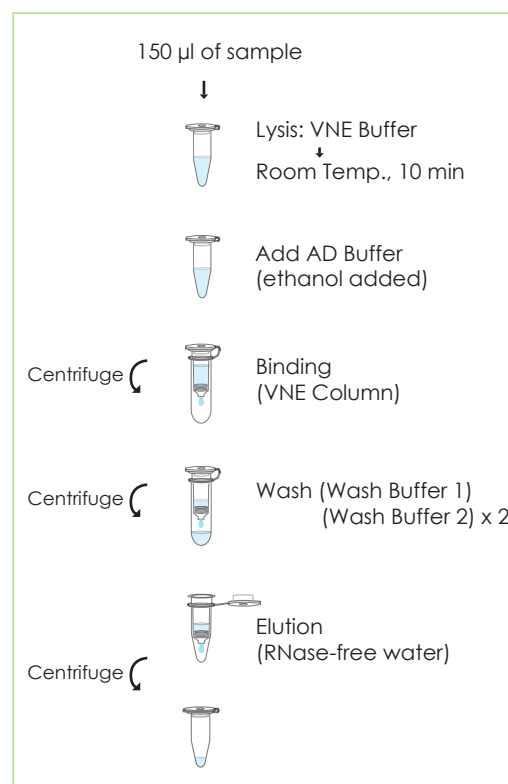 150 µl of sample
Lysis: VNE Buffer
Room Temp., 10 min
Add AD Buffer
(ethanol added)
Centrifuge
Binding
(VNE Column)
Centrifuge
Wash (Wash Buffer 1)
(Wash Buffer 2) x 2
Elution
(RNase-free water)
Centrifuge